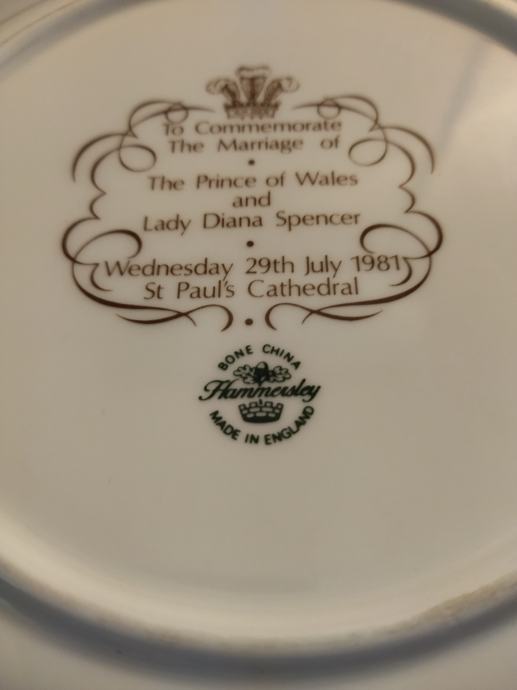 To Commemorate
The Marriage of
The Prince of Wales
and
Lady Diana Spencer
Wednesday 29th July 1981
St Paul's Cathedral
BONE CHINA
Hammersley
MADE IN ENGLAND